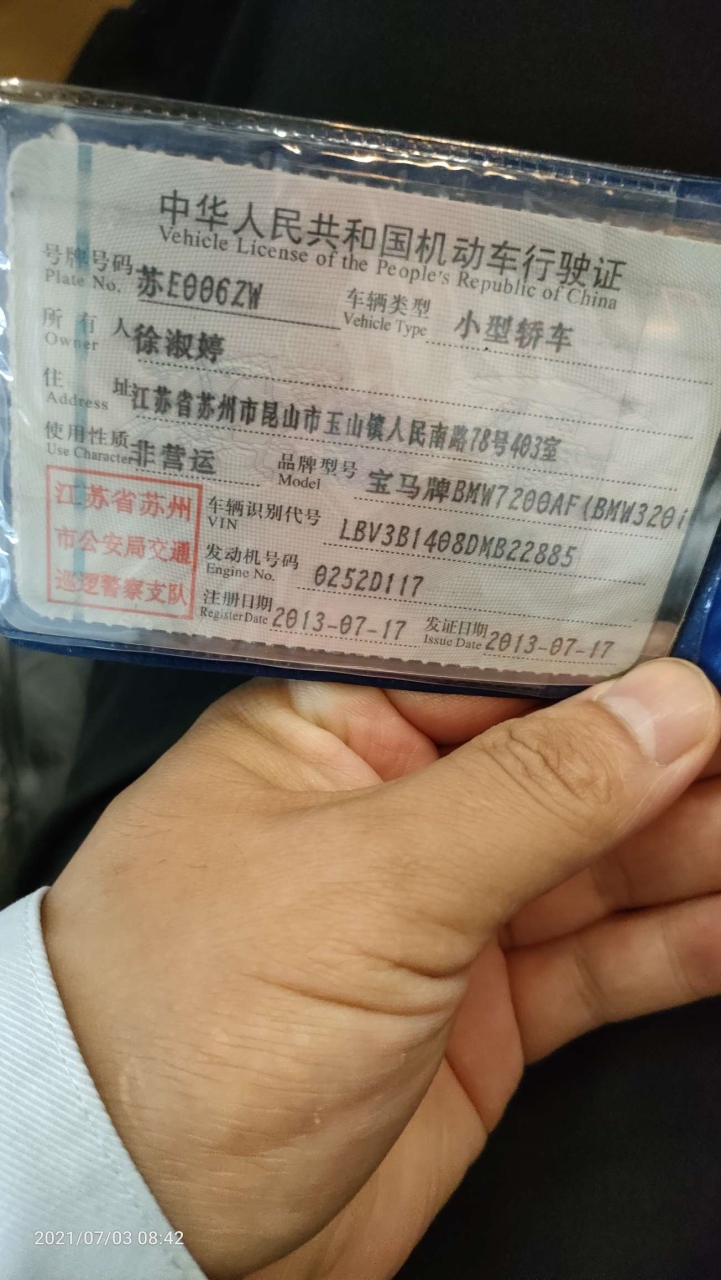 中华人民共和国机动车行驶证
Vehicle License of the People's Republic of China
号牌号码 苏E006ZW 车辆类型 小型轿车
Plate No. Vehicle Type
所有人 徐淑婷
Owner
住址 江苏省苏州市昆山市玉山镇人民南路78号403室
Address
使用性质 非营运 品牌型号 宝马牌BMW7200AF(BMW320i
Use Character Model
江苏省苏州
市公安局交通
巡逻警察支队
车辆识别代号 LBV3B1408DMB22885
VIN
发动机号码 0252D117
Engine No.
注册日期 2013-07-17 发证日期 2013-07-17
Register Date Issue Date
2021/07/03 08:42